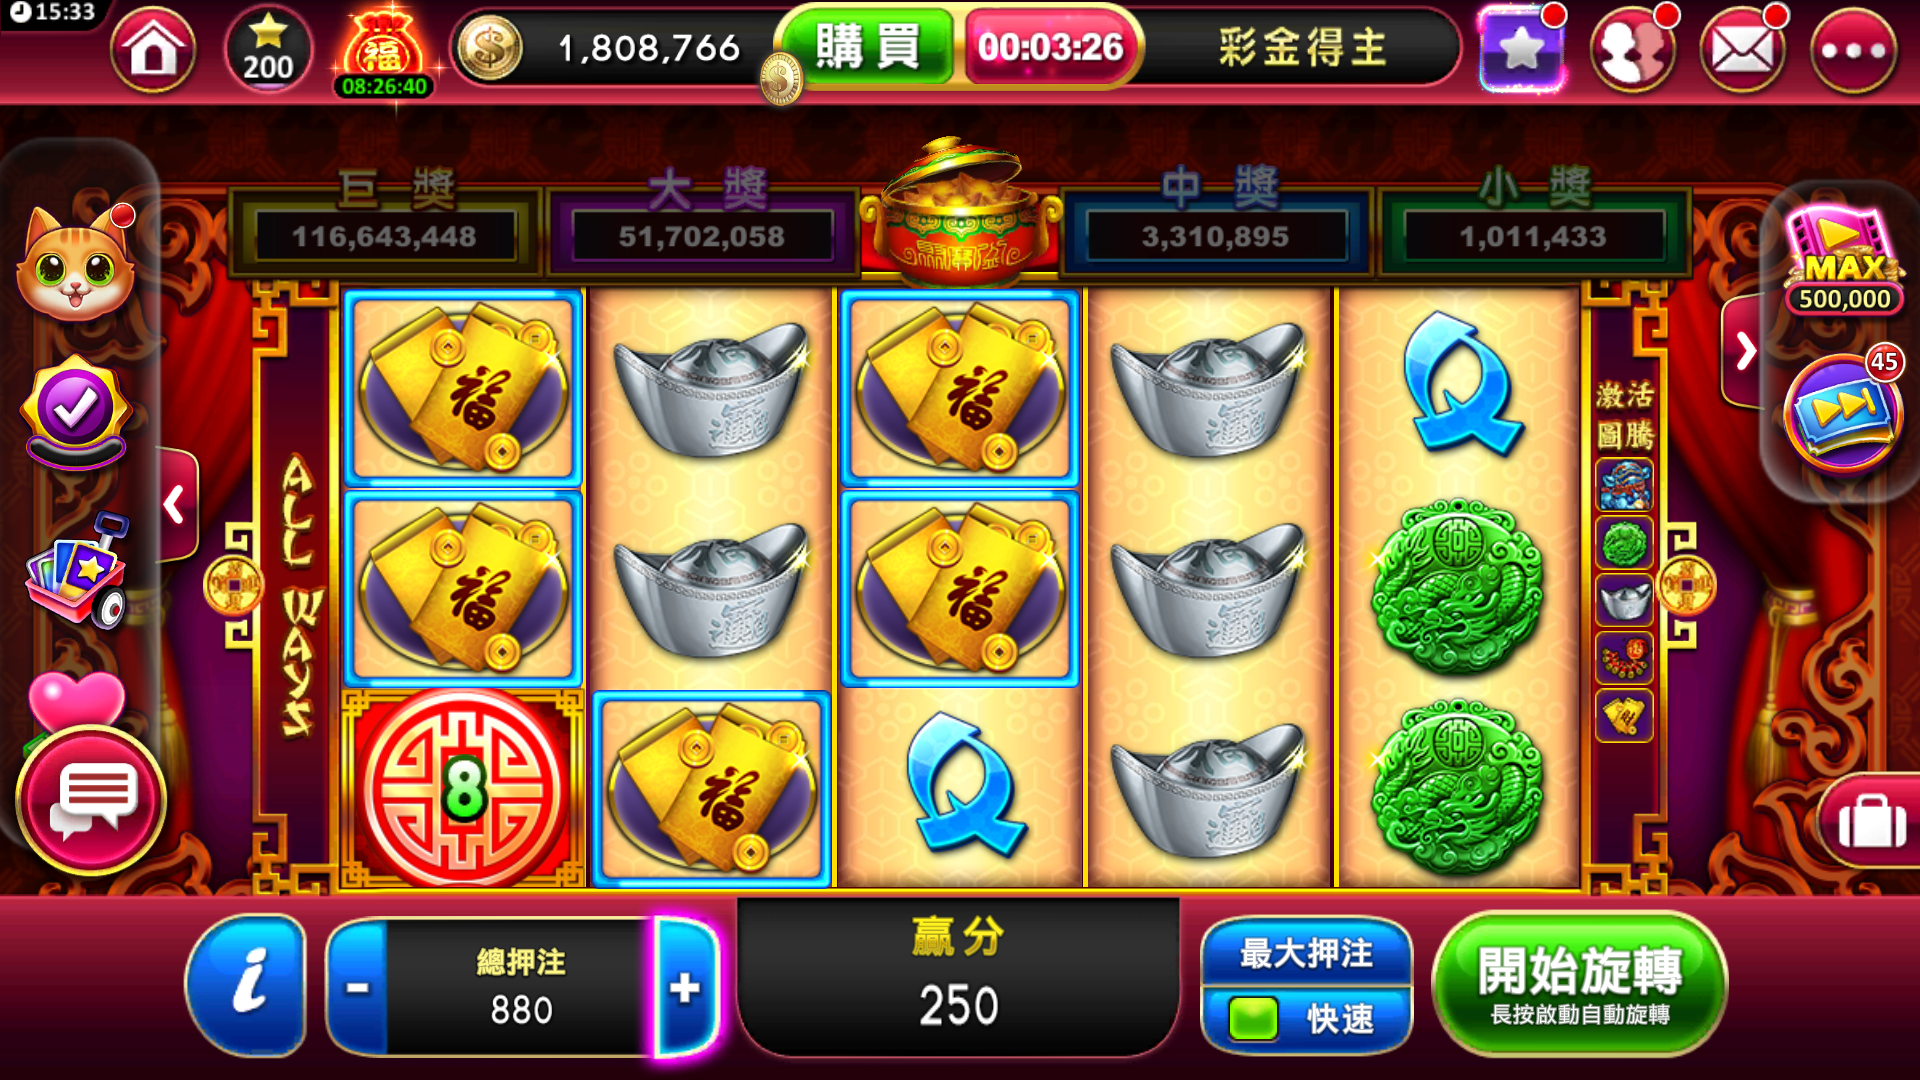 15:33
200
福
08:26:40
1,808,766
購買
00:03:26
彩金得主
巨獎
116,643,448
大獎
51,702,058
中獎
3,310,895
小獎
1,011,433
MAX
500,000
45
ALL WAYS
福
福
福
福
8
福
激活
圖騰
總押注
880
贏分
250
最大押注
快速
開始旋轉
長按啟動自動旋轉